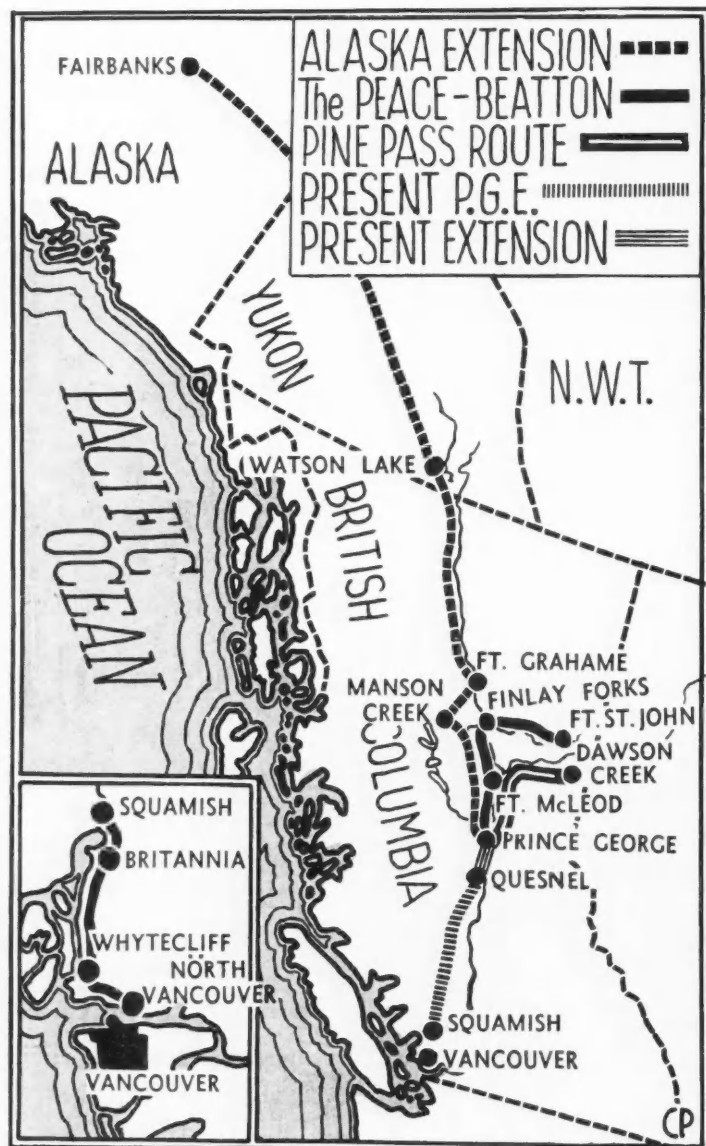 ALASKA EXTENSION
The PEACE-BEATTON
PINE PASS ROUTE
PRESENT P.G.E.
PRESENT EXTENSION
FAIRBANKS
ALASKA
YUKON
N.W.T.
PACIFIC
OCEAN
WATSON LAKE
BRITISH
COLUMBIA
FT. GRAHAME
MANSON
CREEK
FINLAY FORKS
FT. ST. JOHN
DAWSON
CREEK
FT. McLEOD
PRINCE GEORGE
QUESNEL
SQUAMISH
VANCOUVER
SQUAMISH
BRITANNIA
WHYTECLIFF
NÖRTH
VANCOUVER
VANCOUVER
CP